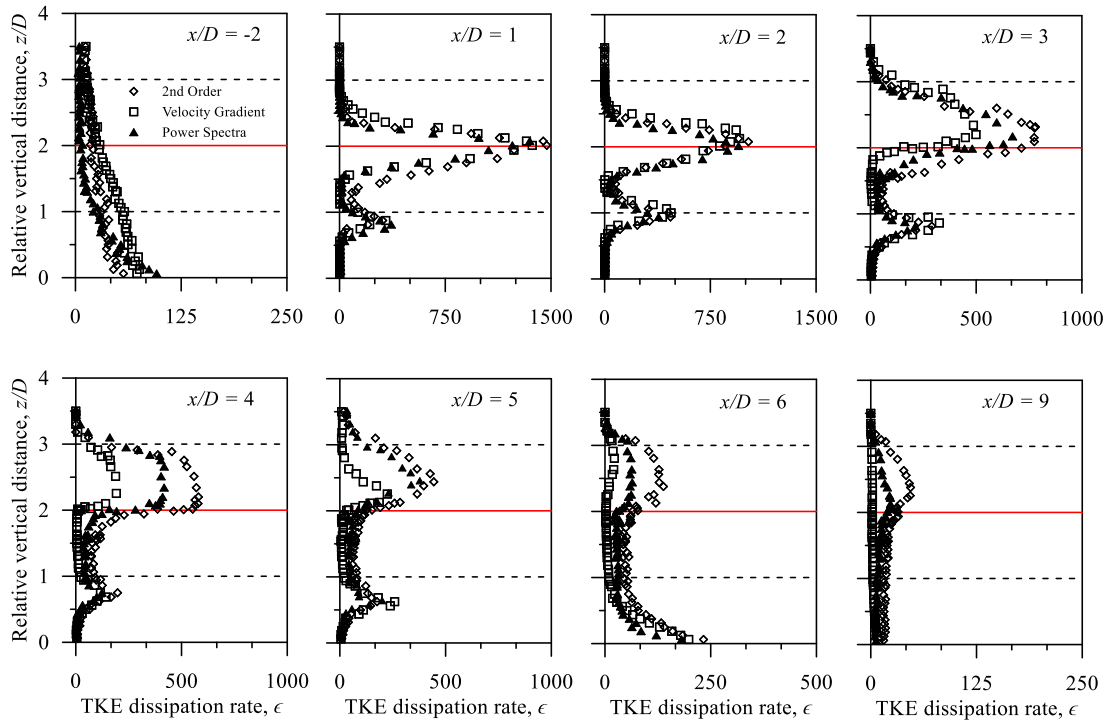 Relative vertical distance, z/D
4
3
2
1
0
x/D = -2
2nd Order
Velocity Gradient
Power Spectra
0 125 250
x/D = 1
0 750 1500
x/D = 2
0 750 1500
x/D = 3
0 500 1000
Relative vertical distance, z/D
4
3
2
1
0
x/D = 4
0 500 1000
TKE dissipation rate, ϵ
x/D = 5
0 500 1000
TKE dissipation rate, ϵ
x/D = 6
0 250 500
TKE dissipation rate, ϵ
x/D = 9
0 125 250
TKE dissipation rate, ϵ